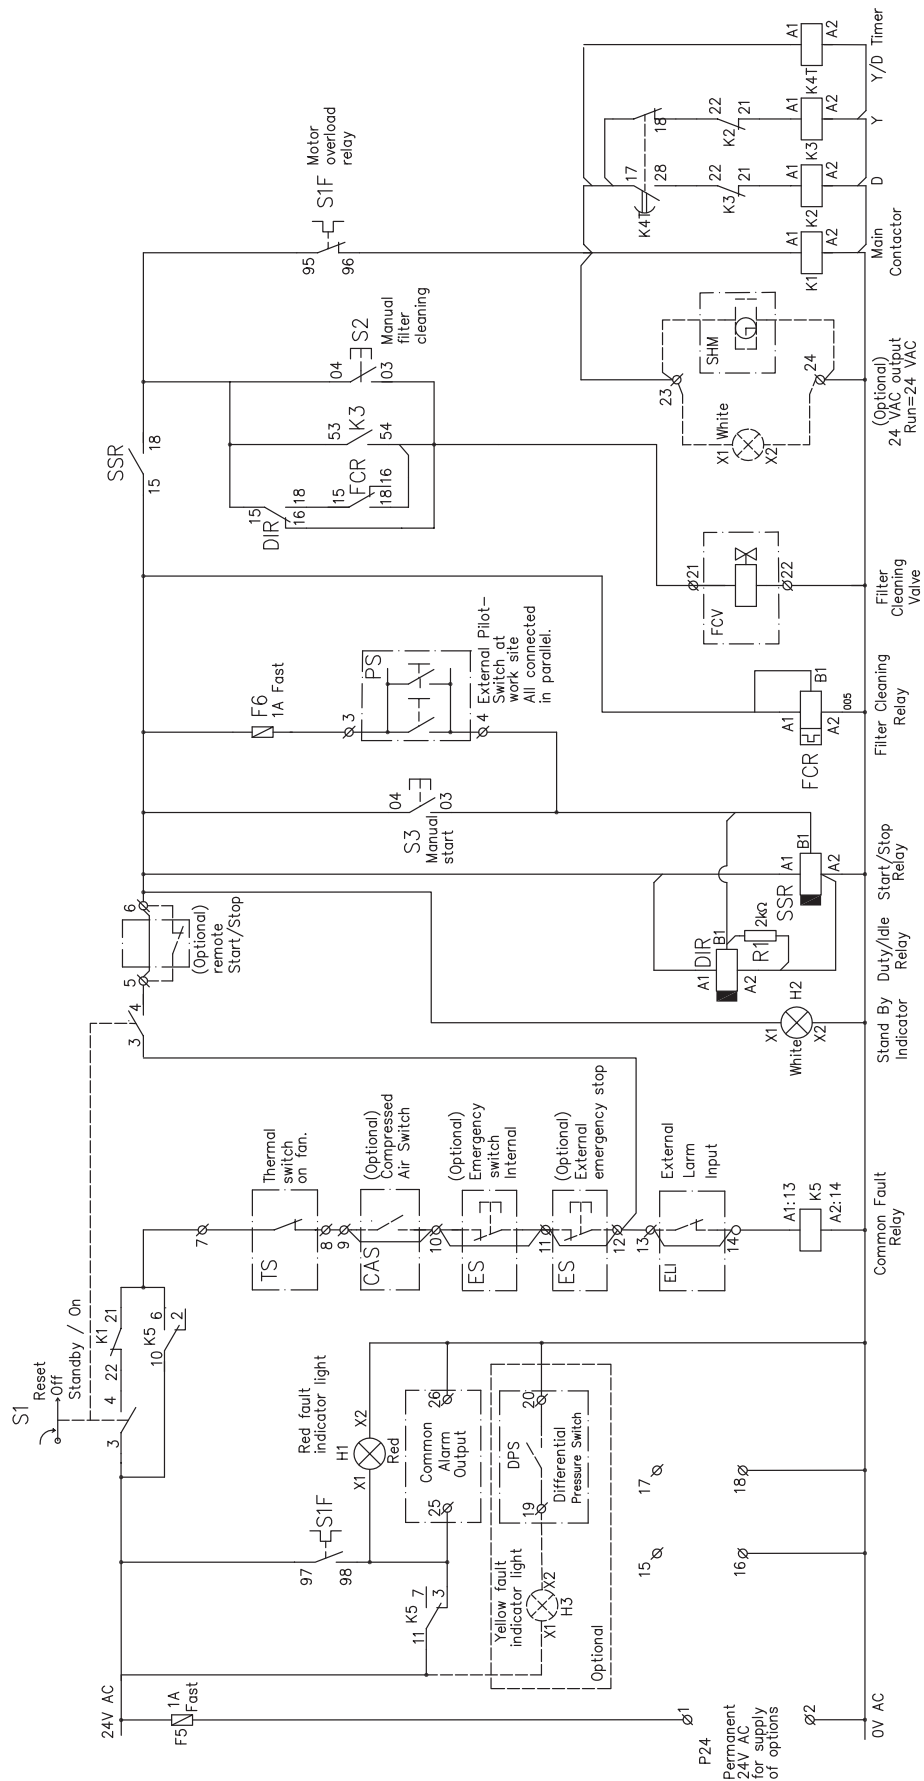 24V AC
F5
1A
Fast
1
P24
Permanent
24V AC
for supply
of options
2
0V AC
S1
Reset
Off
Standby / On
3
4
22
K1
21
10
K5
6
2
97
98
S1F
11
K5
7
3
Red fault
indicator light
H1
X1
X2
Red
25
Common
Alarm
Output
26
Yellow fault
indicator light
X1
X2
H3
19
DPS
Differential
Pressure Switch
20
Optional
15
16
17
18
7
TS
Thermal
switch
on fan.
8
9
CAS
(Optional)
Compressed
Air Switch
10
ES
(Optional)
Emergency
switch
Internal
11
ES
(Optional)
External
emergency stop
12
13
ELI
External
Larm
Input
14
A1:13
K5
A2:14
Common Fault
Relay
3
4
5
6
(Optional)
remote
Start/Stop
X1
H2
White
X2
Stand By
Indicator
A1
DIR
B1
A2
R1
2kΩ
Duty/Idle
Relay
SSR
A1
B1
A2
Start/Stop
Relay
S3
Manual
start
04
03
F6
1A Fast
3
PS
4
External Pilot-
Switch at
work site
All connected
in parallel.
FCR
A1
B1
A2
005
Filter Cleaning
Relay
21
FCV
22
Filter
Cleaning
Valve
SSR
15
18
DIR
15
16
18
15
FCR
18
16
53
K3
54
04
S2
03
Manual
filter
cleaning
23
X1
White
X2
SHM
24
(Optional)
24 VAC output
Run=24 VAC
95
96
S1F
Motor
overload
relay
K1
A1
A2
Main
Contactor
K4T
17
28
18
K3
22
21
K2
A1
A2
D
K2
22
21
K3
A1
A2
Y
K4T
A1
A2
Y/D Timer